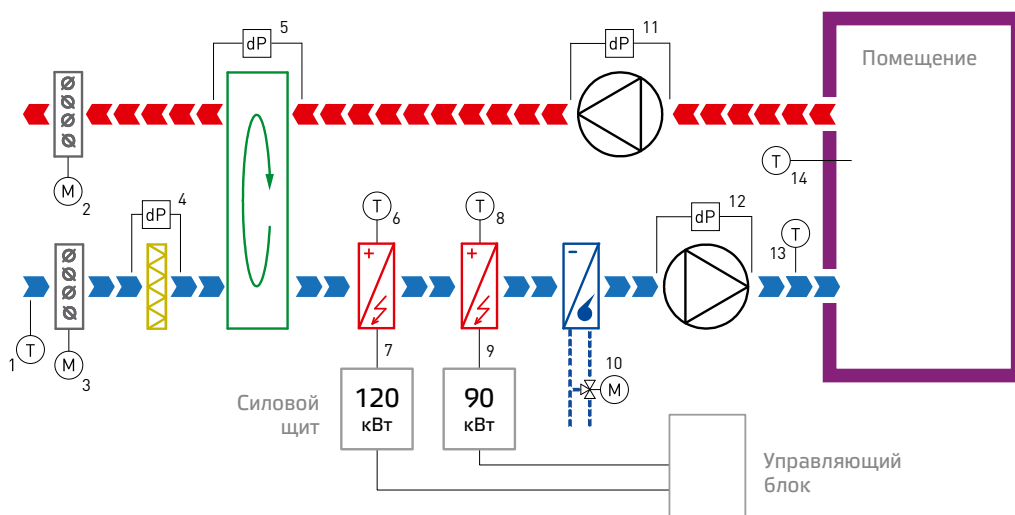 5
dP
11
dP
Помещение
M
2
T
14
4
dP
T
6
T
8
12
dP
T
13
+
+
−
1
T
M
3
7
9
10
M
Силовой
щит
120
кВт
90
кВт
Управляющий
блок